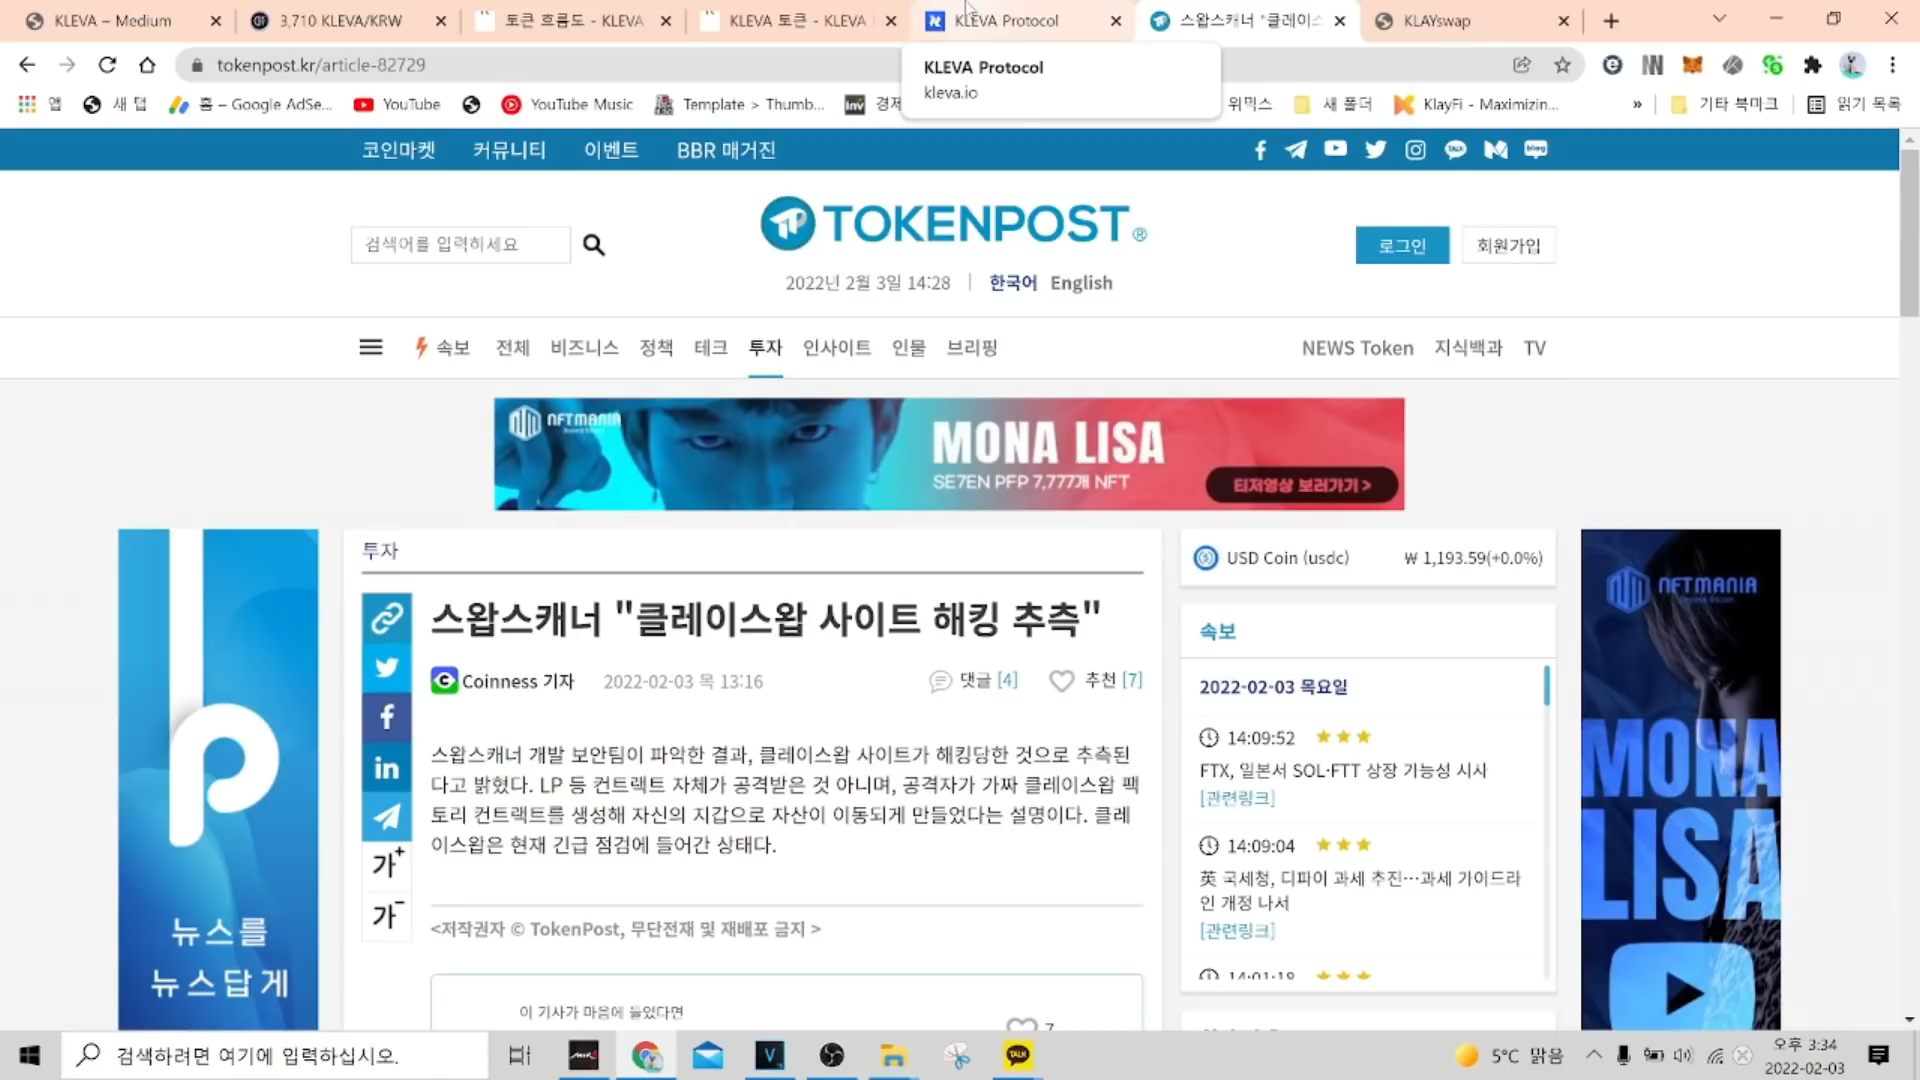 KLEVA – Medium
3,710 KLEVA/KRW
토큰 흐름도 - KLEVA
KLEVA 토큰 - KLEVA
KLEVA Protocol
스왑스캐너 "클레이스
KLAYswap
tokenpost.kr/article-82729
KLEVA Protocol
kleva.io
앱
새 탭
홈 – Google AdSe...
YouTube
YouTube Music
Template > Thumb...
경제
위믹스
새 폴더
KlayFi - Maximizin...
»
기타 북마크
읽기 목록
코인마켓 커뮤니티 이벤트 BBR 매거진
TALK
blog
검색어를 입력하세요
TOKENPOST®
로그인
회원가입
2022년 2월 3일 14:28 | 한국어 English
속보 전체 비즈니스 정책 테크 투자 인사이트 인물 브리핑
NEWS Token 지식백과 TV
NFTMANIA
MONA LISA
SE7EN PFP 7,777개 NFT
티저영상 보러가기 >
투자
스왑스캐너 "클레이스왑 사이트 해킹 추측"
Coinness 기자 2022-02-03 목 13:16
댓글 [4]
추천 [7]
스왑스캐너 개발 보안팀이 파악한 결과, 클레이스왑 사이트가 해킹당한 것으로 추측된
다고 밝혔다. LP 등 컨트랙트 자체가 공격받은 것 아니며, 공격자가 가짜 클레이스왑 팩
토리 컨트랙트를 생성해 자신의 지갑으로 자산이 이동되게 만들었다는 설명이다. 클레
이스왑은 현재 긴급 점검에 들어간 상태다.
가+
가-
<저작권자 © TokenPost, 무단전재 및 재배포 금지 >
이 기사가 마음에 들었다면
7
뉴스를
뉴스답게
USD Coin (usdc)
₩ 1,193.59(+0.0%)
속보
2022-02-03 목요일
14:09:52 ★★★
FTX, 일본서 SOL·FTT 상장 가능성 시사
[관련링크]
14:09:04 ★★★
英 국세청, 디파이 과세 추진…과세 가이드라
인 개정 나서
[관련링크]
14:01:18 ★★★
NFTMANIA
MONA
LISA
검색하려면 여기에 입력하십시오.
V
TALK
5°C 맑음
오후 3:34
2022-02-03